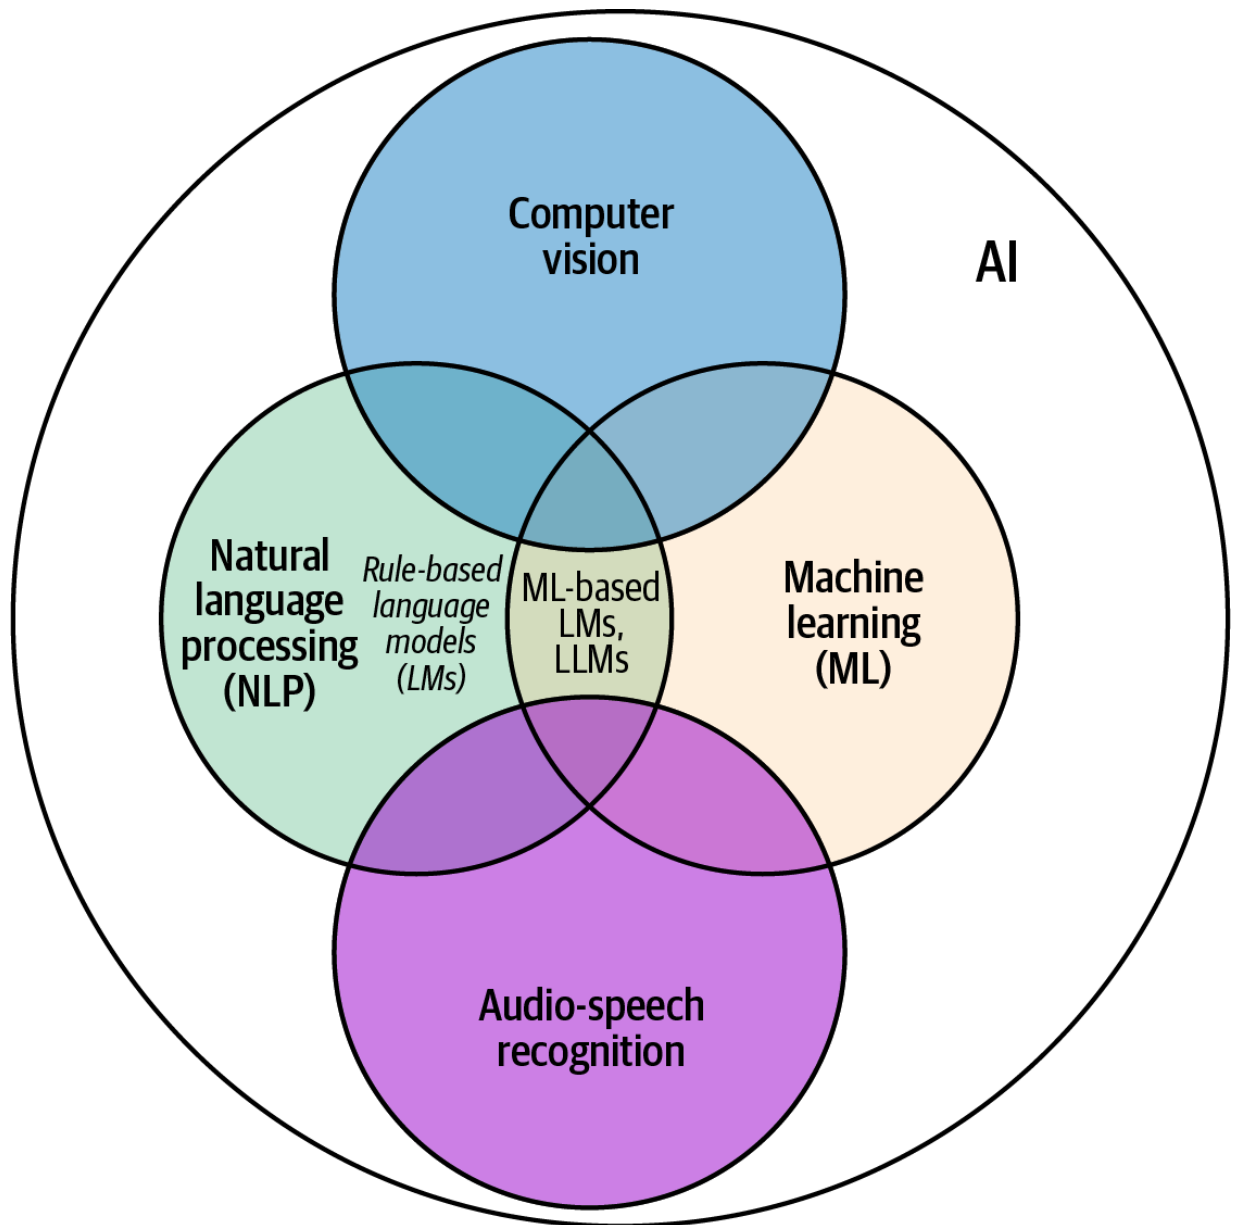 Computer
vision
AI
Natural
language
processing
(NLP)
Rule-based
language
models
(LMs)
ML-based
LMs,
LLMs
Machine
learning
(ML)
Audio-speech
recognition